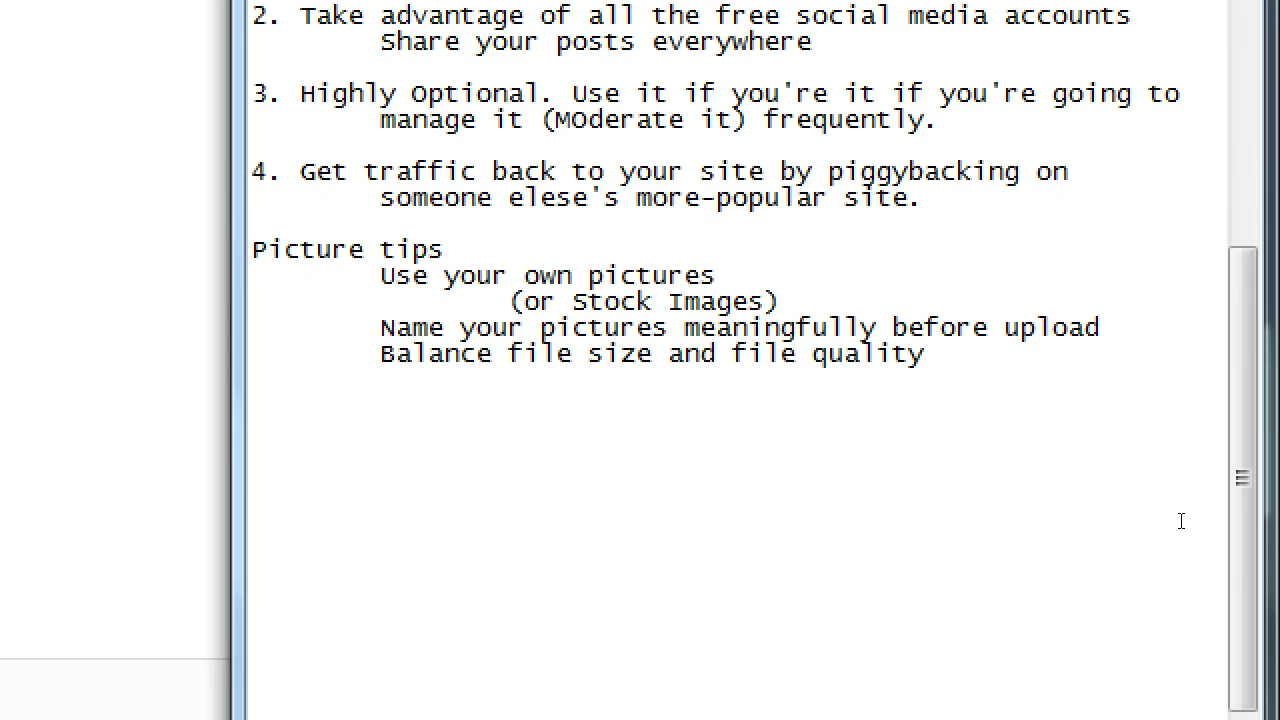 2. Take advantage of all the free social media accounts
Share your posts everywhere
3. Highly Optional. Use it if you're it if you're going to
manage it (MOderate it) frequently.
4. Get traffic back to your site by piggybacking on
someone elese's more-popular site.
Picture tips
Use your own pictures
(or Stock Images)
Name your pictures meaningfully before upload
Balance file size and file quality